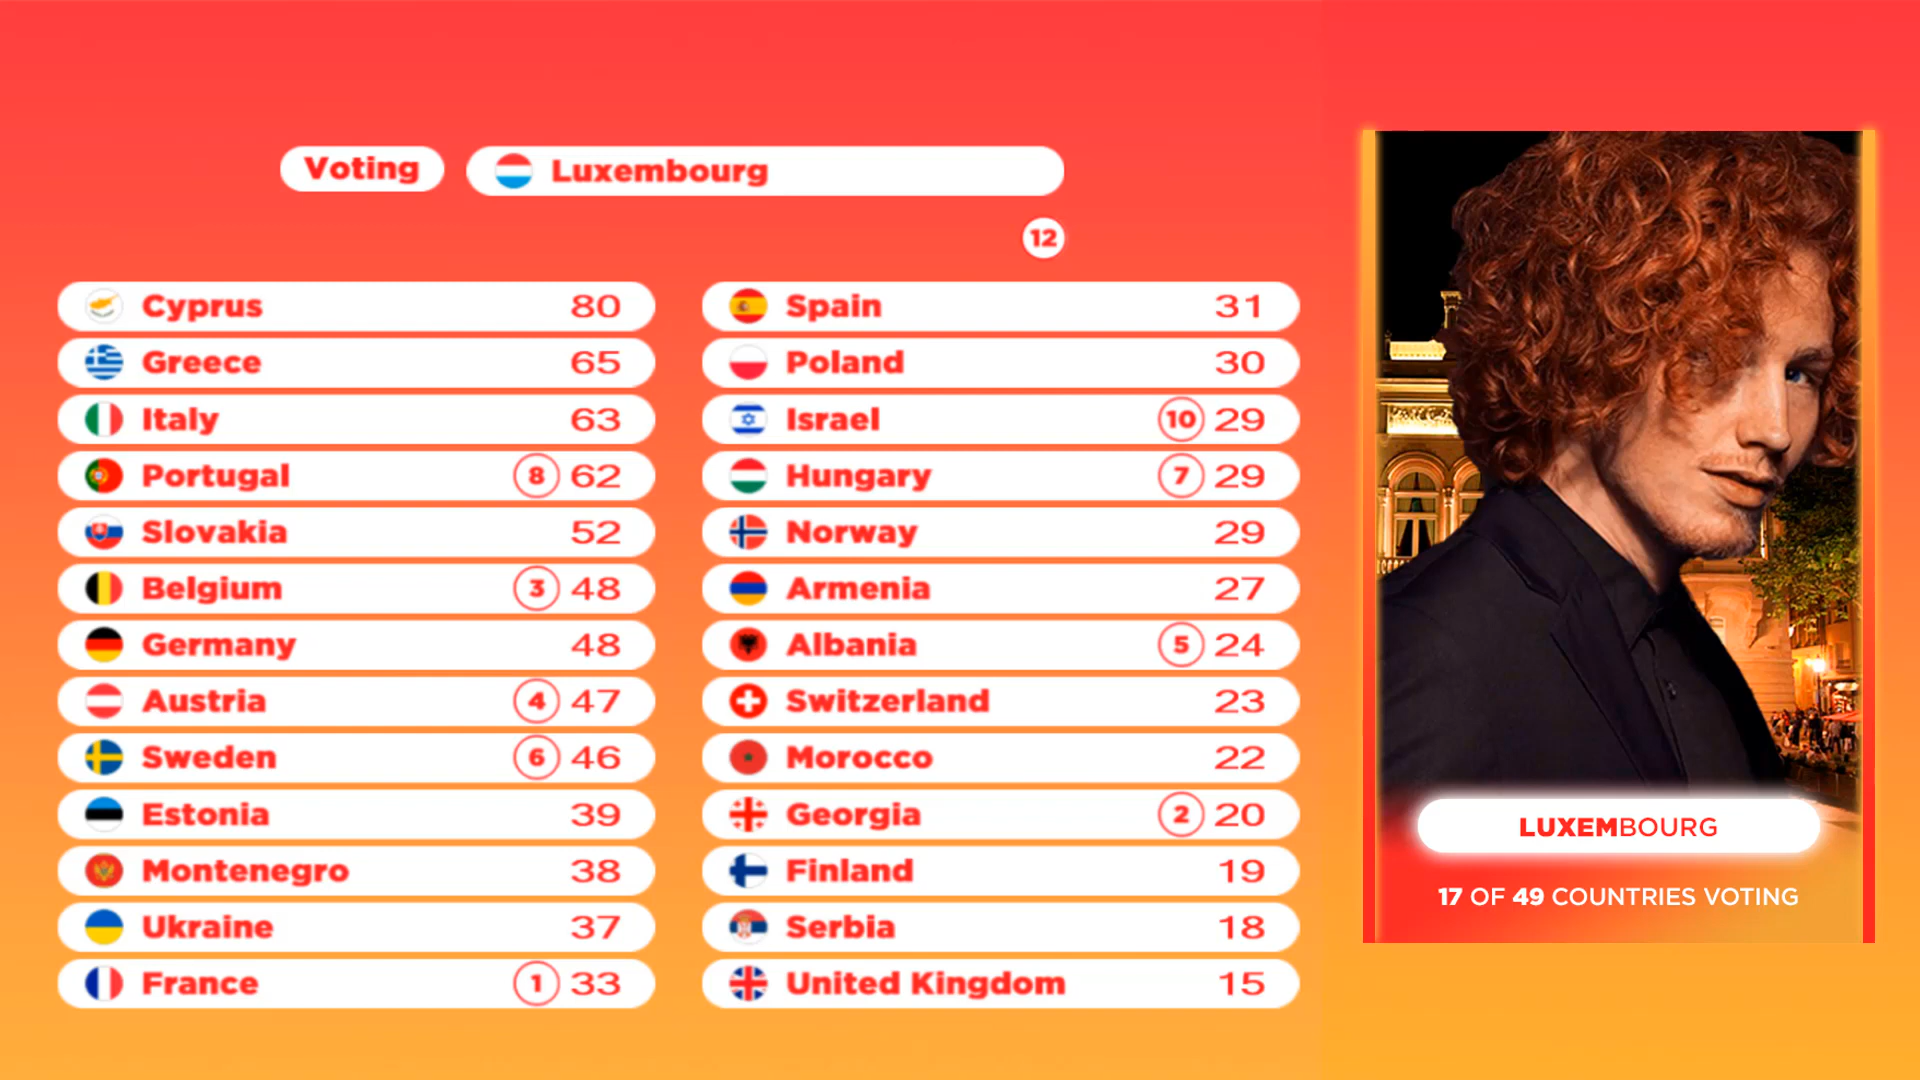 Voting
Luxembourg
12
Cyprus 80
Greece 65
Italy 63
Portugal 8 62
Slovakia 52
Belgium 3 48
Germany 48
Austria 4 47
Sweden 6 46
Estonia 39
Montenegro 38
Ukraine 37
France 1 33
Spain 31
Poland 30
Israel 10 29
Hungary 7 29
Norway 29
Armenia 27
Albania 5 24
Switzerland 23
Morocco 22
Georgia 2 20
Finland 19
Serbia 18
United Kingdom 15
LUXEMBOURG
17 OF 49 COUNTRIES VOTING